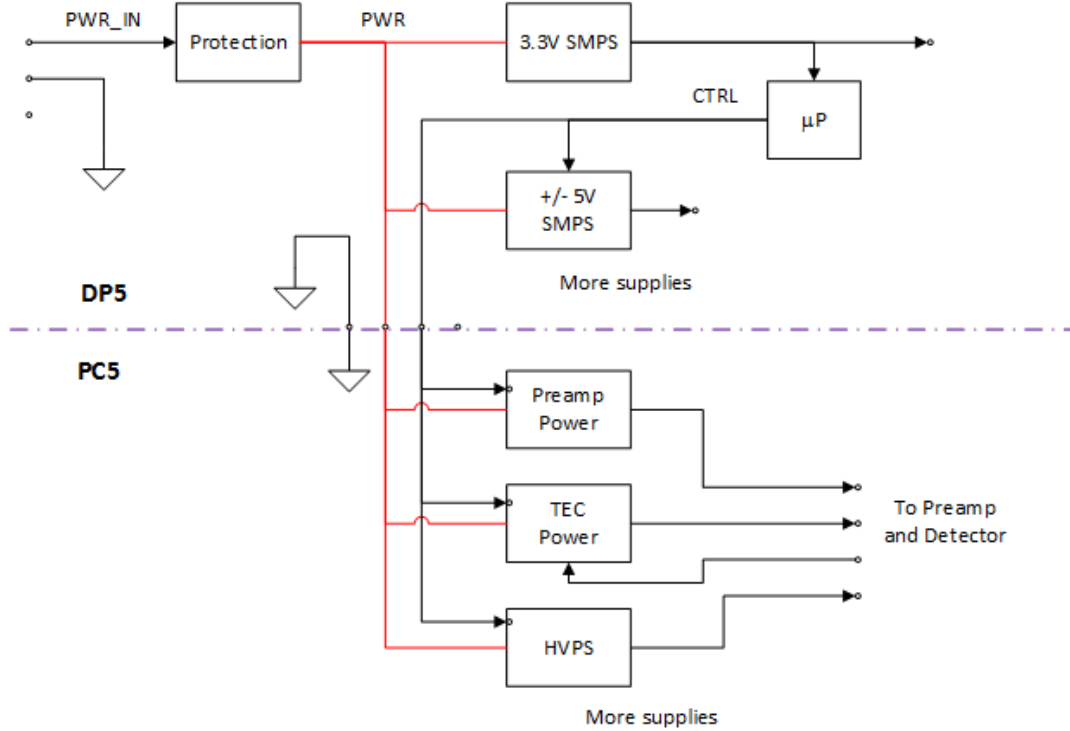 PWR_IN
PWR
Protection
3.3V SMPS
CTRL
μP
+/- 5V
SMPS
More supplies
DP5
PC5
Preamp
Power
TEC
Power
To Preamp
and Detector
HVPS
More supplies